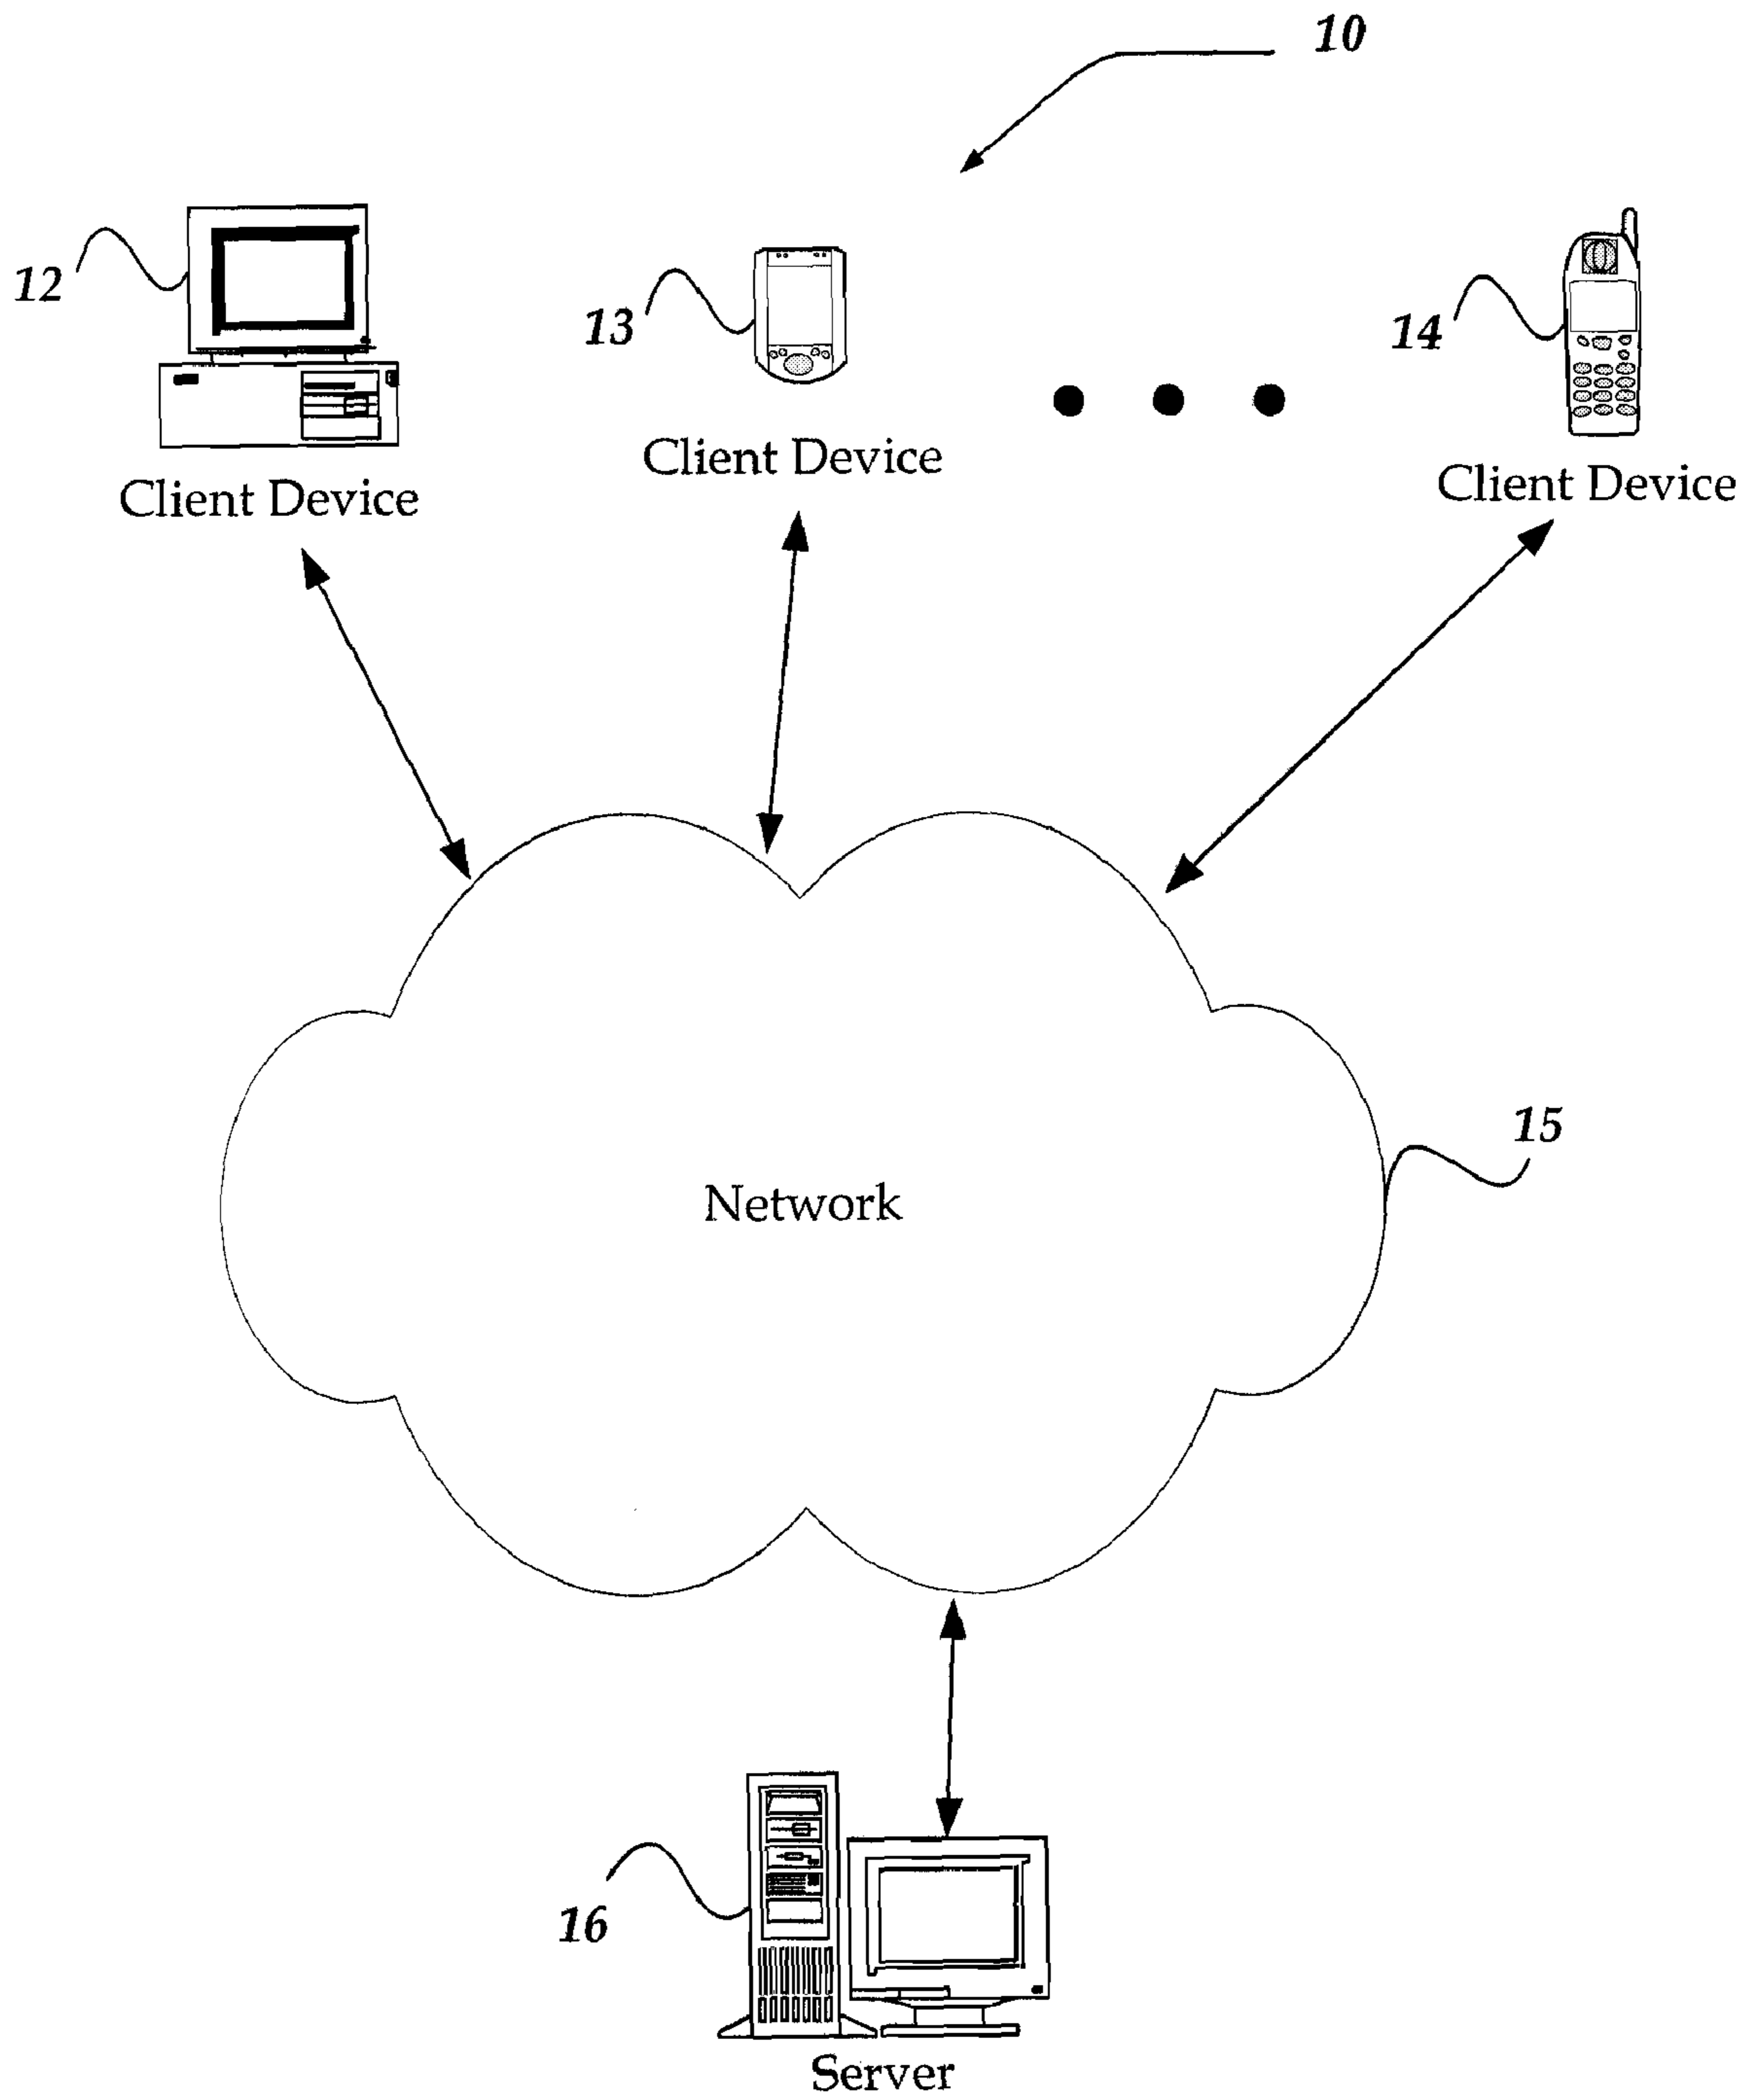 10
12
13
14
Client Device
Client Device
Client Device
15
Network
16
Server